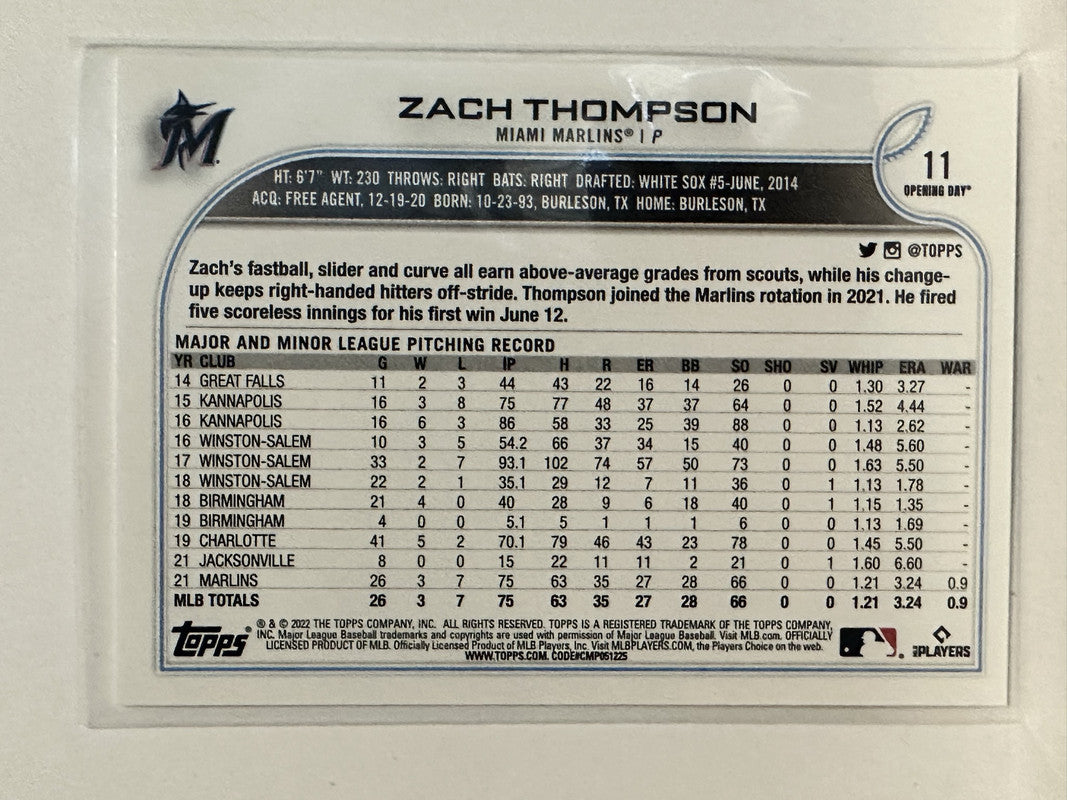 M
ZACH THOMPSON
MIAMI MARLINS® | P
11
OPENING DAY®
HT: 6'7" WT: 230 THROWS: RIGHT BATS: RIGHT DRAFTED: WHITE SOX #5-JUNE, 2014
ACQ: FREE AGENT, 12-19-20 BORN: 10-23-93, BURLESON, TX HOME: BURLESON, TX
@TOPPS
Zach's fastball, slider and curve all earn above-average grades from scouts, while his change-
up keeps right-handed hitters off-stride. Thompson joined the Marlins rotation in 2021. He fired
five scoreless innings for his first win June 12.
MAJOR AND MINOR LEAGUE PITCHING RECORD
YR CLUB G W L IP H R ER BB SO SHO SV WHIP ERA WAR
14 GREAT FALLS 11 2 3 44 43 22 16 14 26 0 0 1.30 3.27 -
15 KANNAPOLIS 16 3 8 75 77 48 37 37 64 0 0 1.52 4.44 -
16 KANNAPOLIS 16 6 3 86 58 33 25 39 88 0 0 1.13 2.62 -
16 WINSTON-SALEM 10 3 5 54.2 66 37 34 15 40 0 0 1.48 5.60 -
17 WINSTON-SALEM 33 2 7 93.1 102 74 57 50 73 0 0 1.63 5.50 -
18 WINSTON-SALEM 22 2 1 35.1 29 12 7 11 36 0 1 1.13 1.78 -
18 BIRMINGHAM 21 4 0 40 28 9 6 18 40 0 1 1.15 1.35 -
19 BIRMINGHAM 4 0 0 5.1 5 1 1 1 6 0 0 1.13 1.69 -
19 CHARLOTTE 41 5 2 70.1 79 46 43 23 78 0 0 1.45 5.50 -
21 JACKSONVILLE 8 0 0 15 22 11 11 2 21 0 1 1.60 6.60 -
21 MARLINS 26 3 7 75 63 35 27 28 66 0 0 1.21 3.24 0.9
MLB TOTALS 26 3 7 75 63 35 27 28 66 0 0 1.21 3.24 0.9
Topps®
® & © 2022 THE TOPPS COMPANY, INC. ALL RIGHTS RESERVED. TOPPS IS A REGISTERED TRADEMARK OF THE TOPPS COMPANY,
INC. Major League Baseball trademarks and copyrights are used with permission of Major League Baseball. Visit MLB.com. OFFICIALLY
LICENSED PRODUCT OF MLB. Officially Licensed Product of MLB Players, Inc. Visit MLBPLAYERS.COM, the Players Choice on the web.
WWW.TOPPS.COM. CODE#CMP051225
PLAYERS